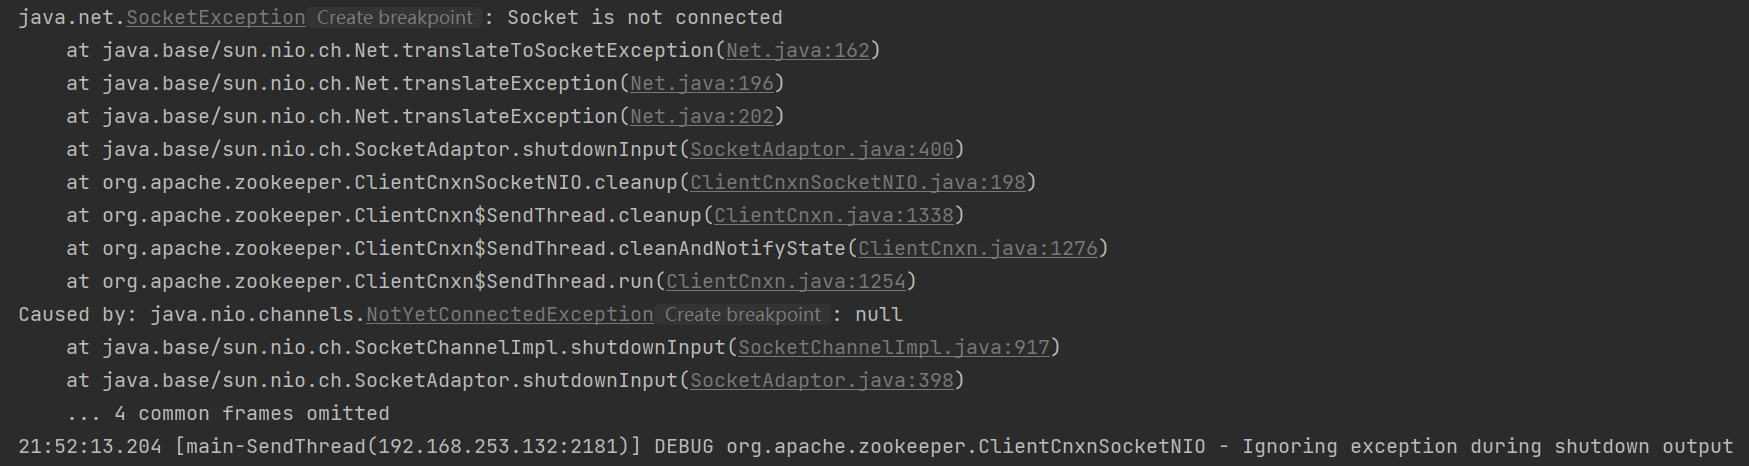 java.net.SocketException Create breakpoint : Socket is not connected
    at java.base/sun.nio.ch.Net.translateToSocketException(Net.java:162)
    at java.base/sun.nio.ch.Net.translateException(Net.java:196)
    at java.base/sun.nio.ch.Net.translateException(Net.java:202)
    at java.base/sun.nio.ch.SocketAdaptor.shutdownInput(SocketAdaptor.java:400)
    at org.apache.zookeeper.ClientCnxnSocketNIO.cleanup(ClientCnxnSocketNIO.java:198)
    at org.apache.zookeeper.ClientCnxn$SendThread.cleanup(ClientCnxn.java:1338)
    at org.apache.zookeeper.ClientCnxn$SendThread.cleanAndNotifyState(ClientCnxn.java:1276)
    at org.apache.zookeeper.ClientCnxn$SendThread.run(ClientCnxn.java:1254)
Caused by: java.nio.channels.NotYetConnectedException Create breakpoint : null
    at java.base/sun.nio.ch.SocketChannelImpl.shutdownInput(SocketChannelImpl.java:917)
    at java.base/sun.nio.ch.SocketAdaptor.shutdownInput(SocketAdaptor.java:398)
    ... 4 common frames omitted
21:52:13.204 [main-SendThread(192.168.253.132:2181)] DEBUG org.apache.zookeeper.ClientCnxnSocketNIO - Ignoring exception during shutdown output